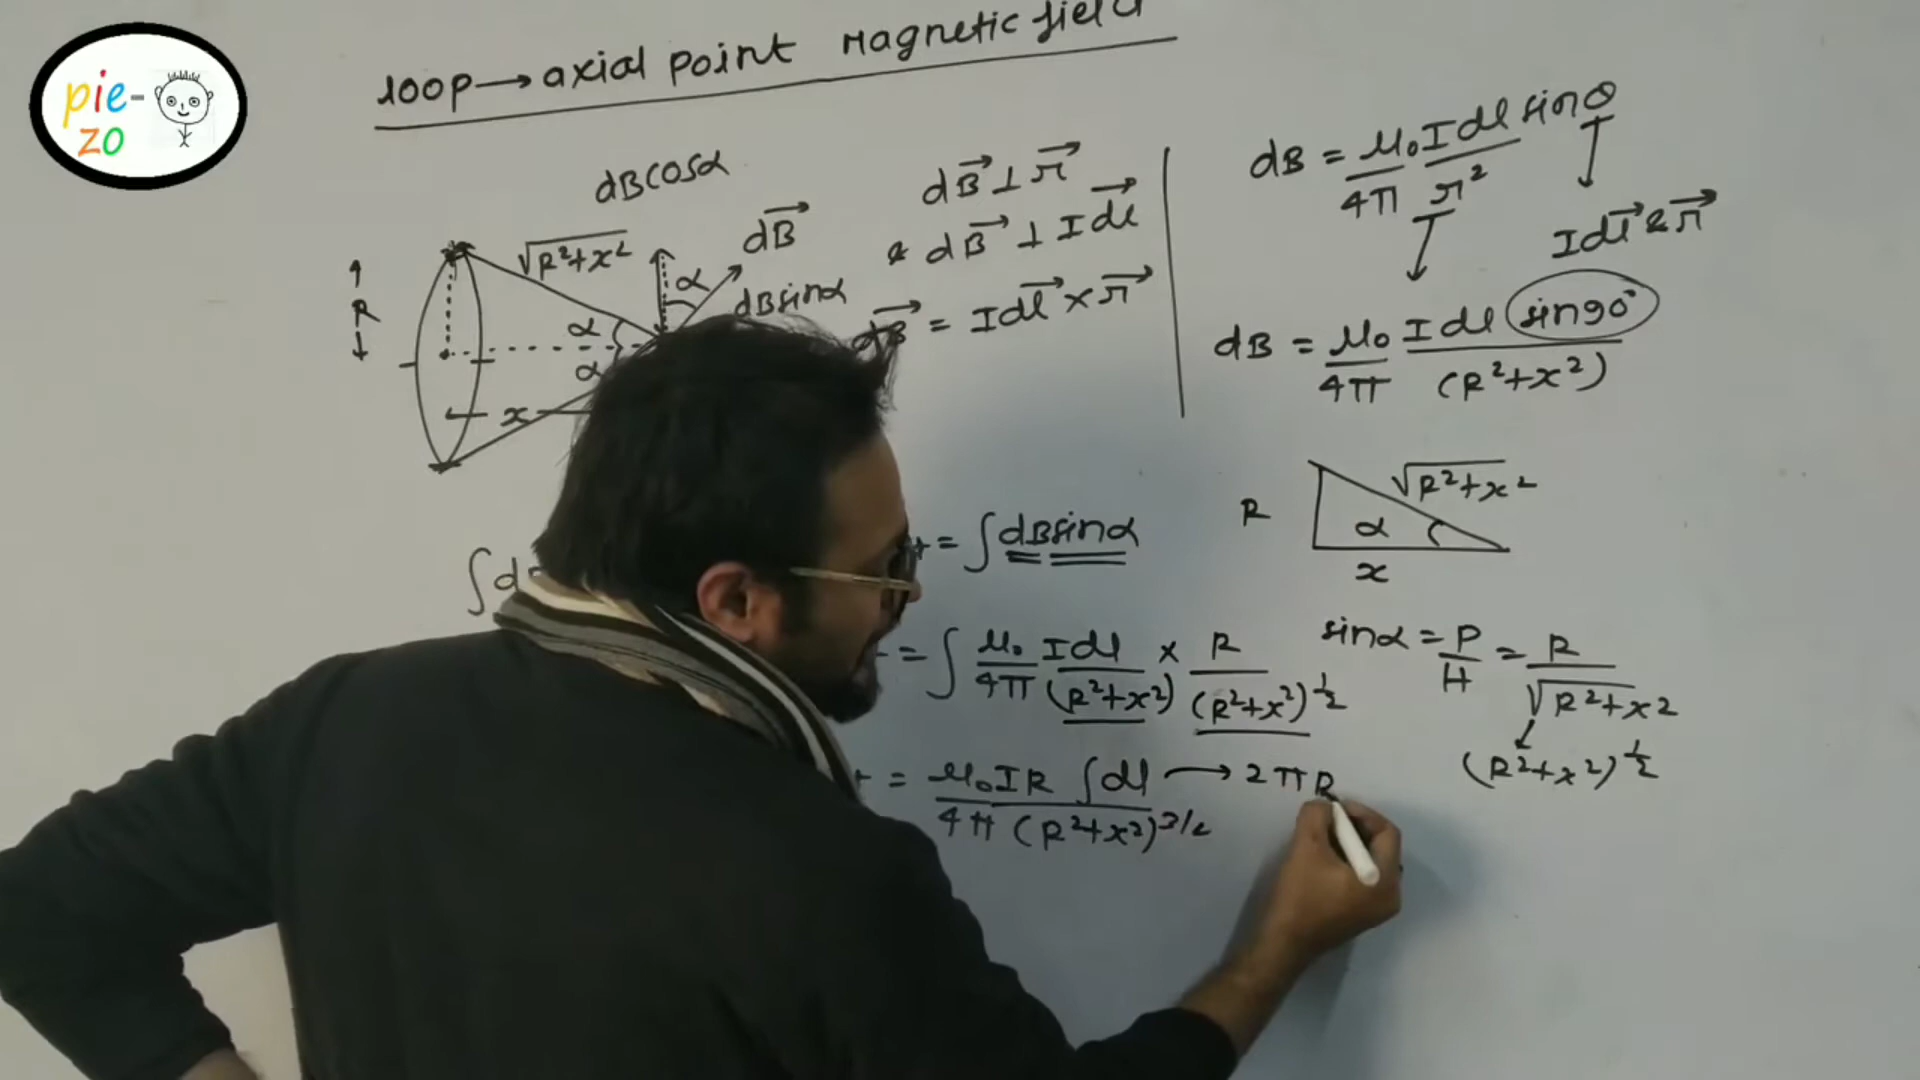 pie-
zo
loop → axial point Magnetic field
dBcosα
√R²+x²
dB⃗
α
dBsinα
R
α
α
x
dB⃗ ⊥ r⃗
& dB⃗ ⊥ Idl⃗
dB⃗ = Idl⃗ × r⃗
dB = μ₀/4π Idl sinθ/r²
Idl⃗ & r⃗
dB = μ₀/4π Idl sin90°/(R²+x²)
R
√R²+x²
α
x
= ∫dBsinα
= ∫ μ₀/4π Idl/(R²+x²) × R/(R²+x²)^½
sinα = P/H = R/√R²+x²
(R²+x²)^½
= μ₀IR ∫dl/4π (R²+x²)^3/2 → 2πR